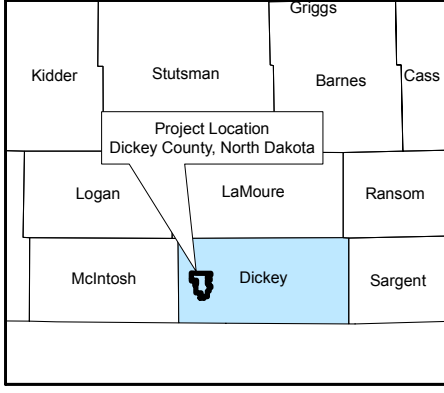 Griggs
Kidder
Stutsman
Barnes
Cass
Project Location
Dickey County, North Dakota
Logan
LaMoure
Ransom
McIntosh
Dickey
Sargent